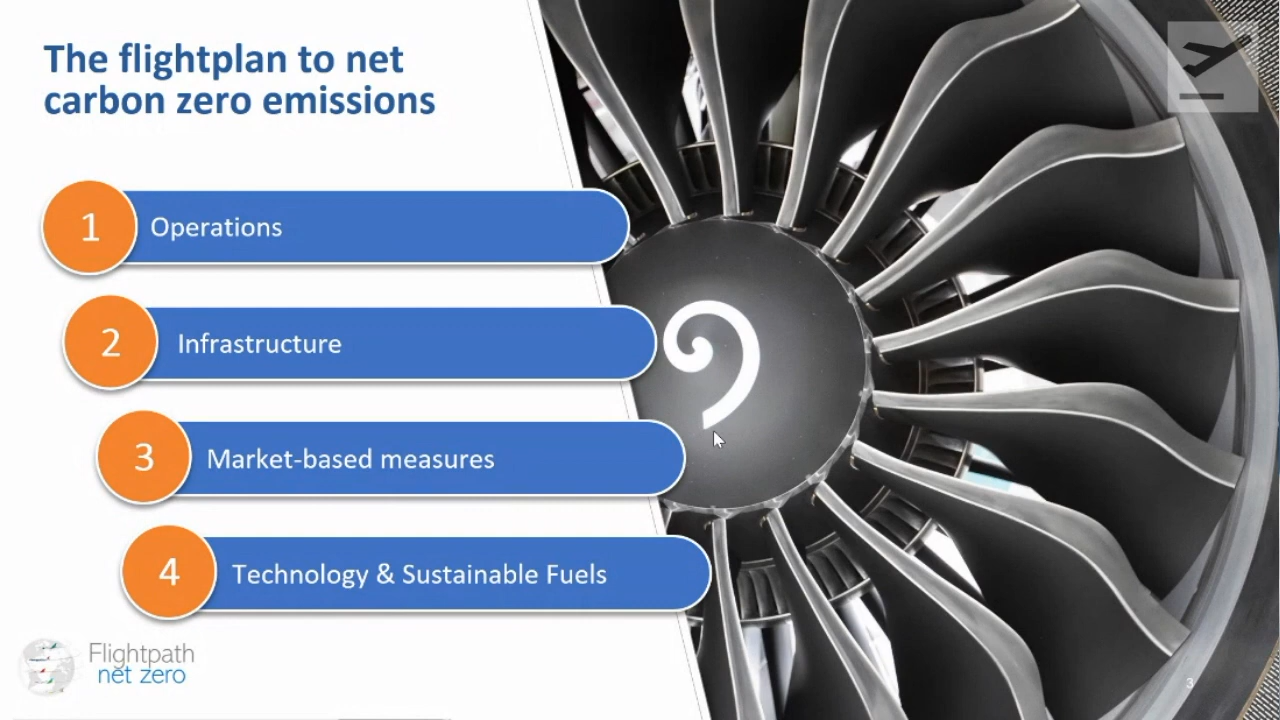 The flightplan to net
carbon zero emissions
1
Operations
2
Infrastructure
3
Market-based measures
4
Technology & Sustainable Fuels
Flightpath
net zero
3